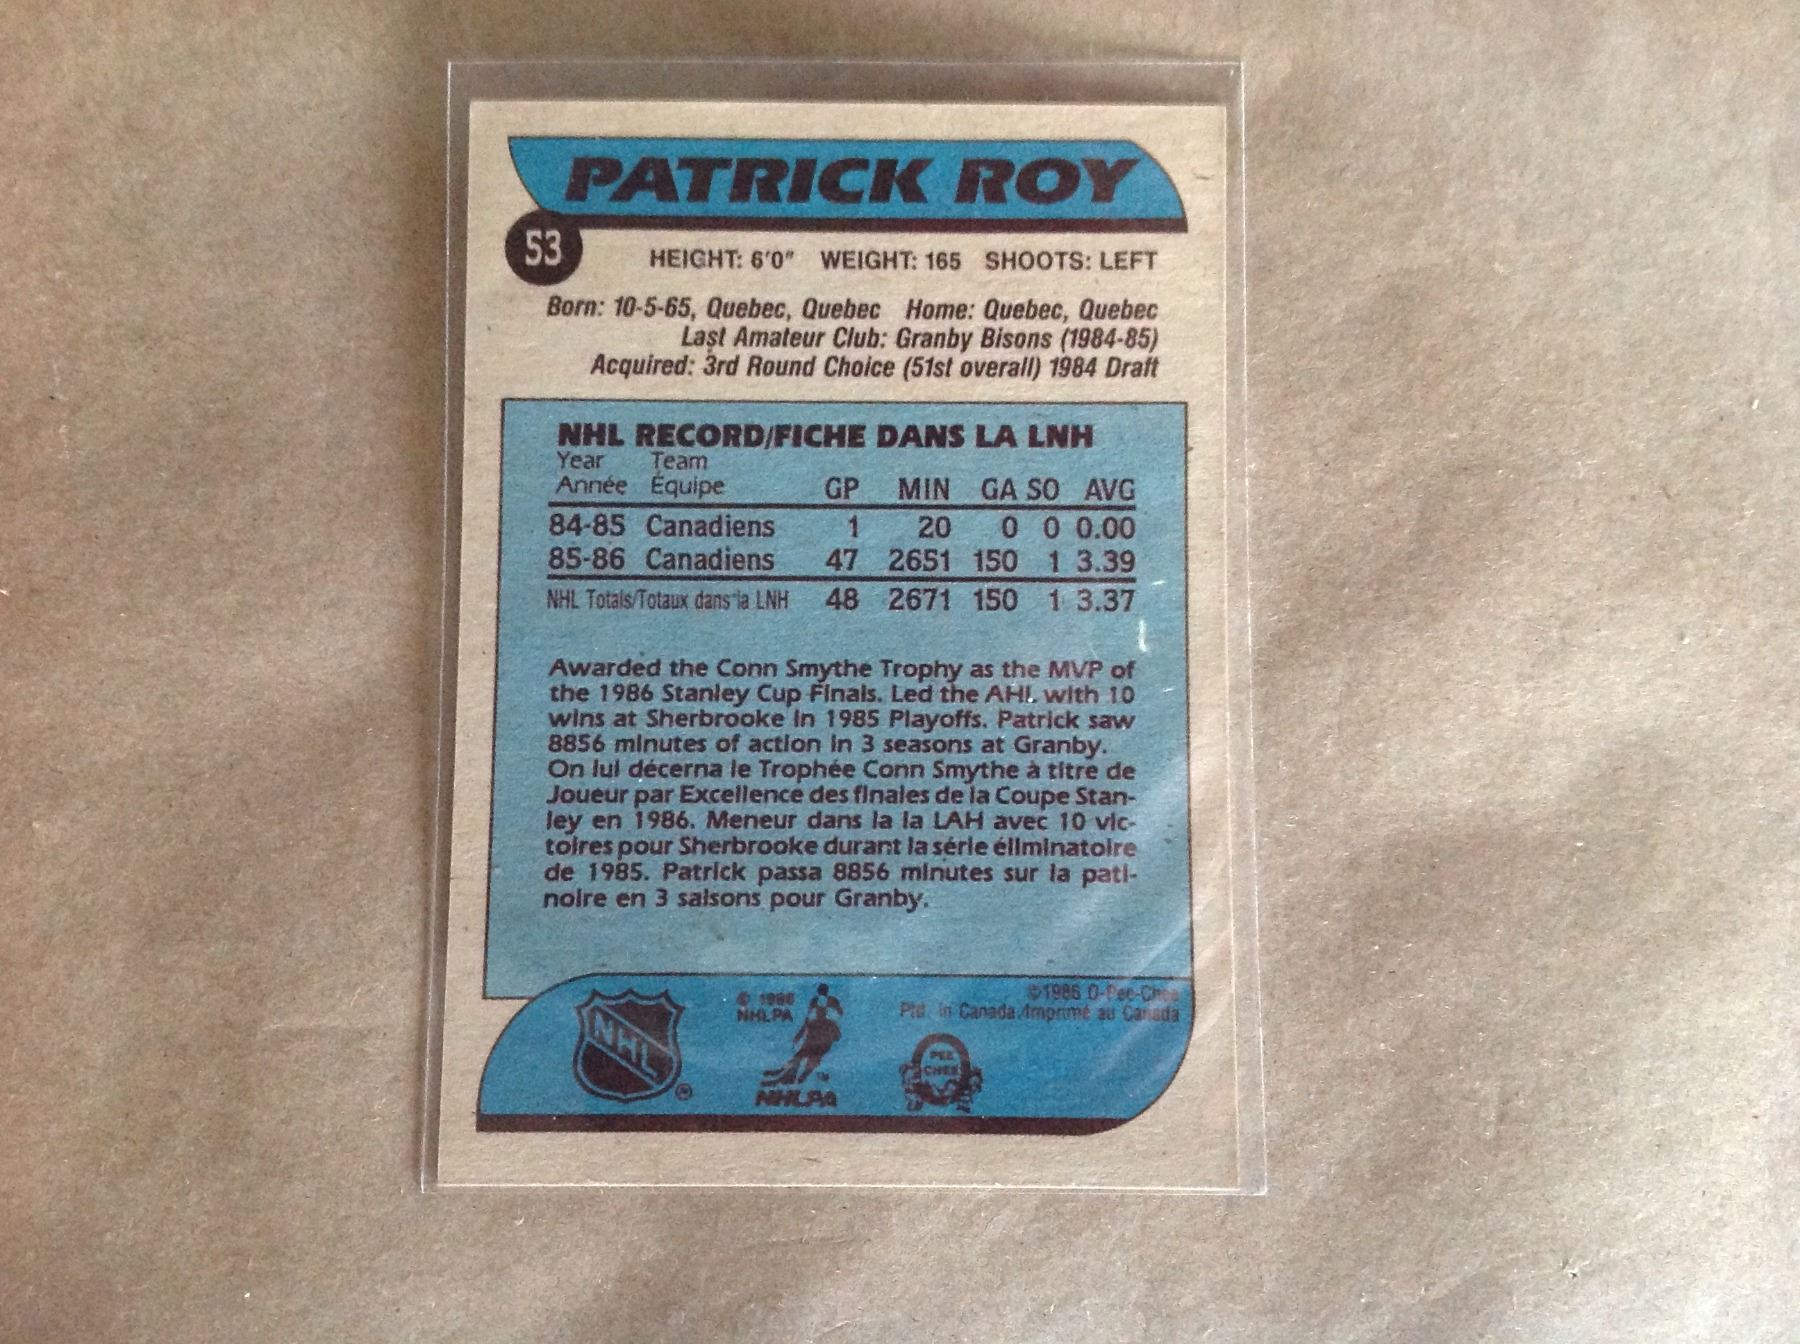 PATRICK ROY
53
HEIGHT: 6'0" WEIGHT: 165 SHOOTS: LEFT
Born: 10-5-65, Quebec, Quebec Home: Quebec, Quebec
Last Amateur Club: Granby Bisons (1984-85)
Acquired: 3rd Round Choice (51st overall) 1984 Draft
NHL RECORD/FICHE DANS LA LNH
Year Team
Année Équipe GP MIN GA SO AVG
84-85 Canadiens 1 20 0 0 0.00
85-86 Canadiens 47 2651 150 1 3.39
NHL Totals/Totaux dans la LNH 48 2671 150 1 3.37
Awarded the Conn Smythe Trophy as the MVP of
the 1986 Stanley Cup Finals. Led the AHL with 10
wins at Sherbrooke in 1985 Playoffs. Patrick saw
8856 minutes of action in 3 seasons at Granby.
On lui décerna le Trophée Conn Smythe à titre de
Joueur par Excellence des finales de la Coupe Stan-
ley en 1986. Meneur dans la la LAH avec 10 vic-
toires pour Sherbrooke durant la série éliminatoire
de 1985. Patrick passa 8856 minutes sur la pati-
noire en 3 saisons pour Granby.
©1986 O-Pee-Chee
Ptd. in Canada/Imprimé au Canada
© 1986
NHLPA
NHL
NHLPA
PEE
CHEE